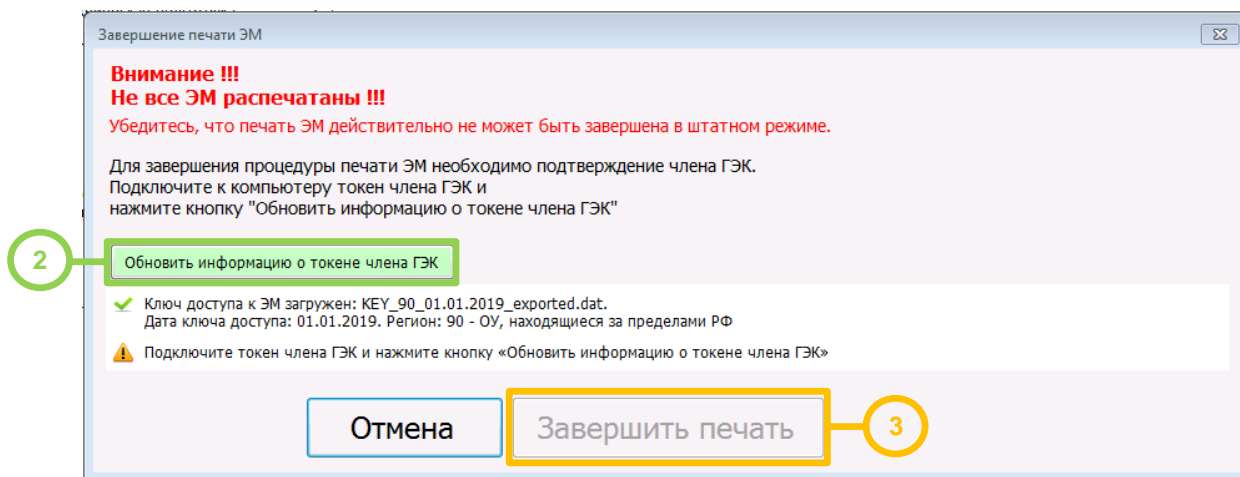 Завершение печати ЭМ
Внимание !!!
Не все ЭМ распечатаны !!!
Убедитесь, что печать ЭМ действительно не может быть завершена в штатном режиме.
Для завершения процедуры печати ЭМ необходимо подтверждение члена ГЭК.
Подключите к компьютеру токен члена ГЭК и
нажмите кнопку "Обновить информацию о токене члена ГЭК"
2
Обновить информацию о токене члена ГЭК
Ключ доступа к ЭМ загружен: KEY_90_01.01.2019_exported.dat.
Дата ключа доступа: 01.01.2019. Регион: 90 - ОУ, находящиеся за пределами РФ
Подключите токен члена ГЭК и нажмите кнопку «Обновить информацию о токене члена ГЭК»
Отмена
Завершить печать
3